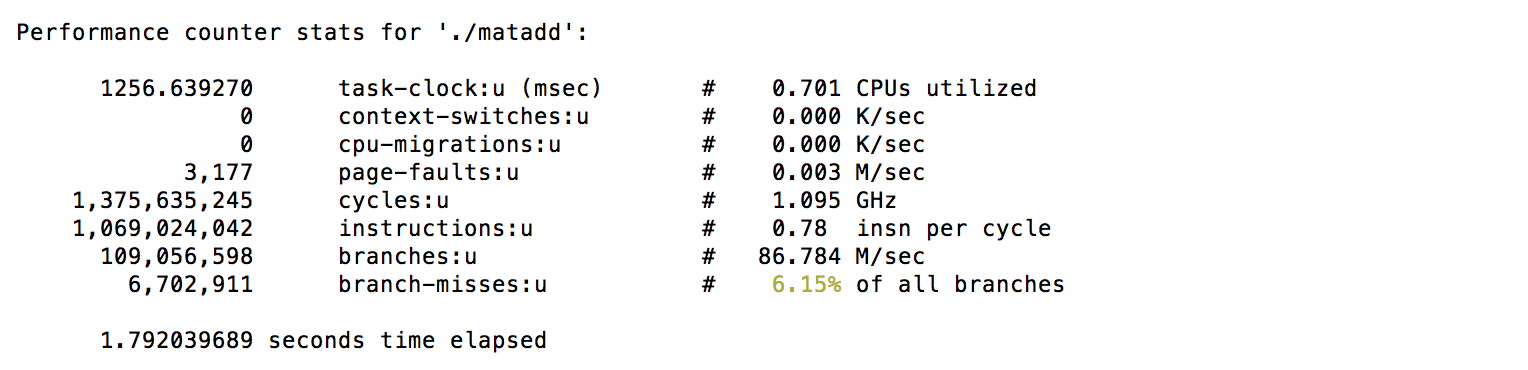 Performance counter stats for './matadd':
1256.639270 task-clock:u (msec) # 0.701 CPUs utilized
0 context-switches:u # 0.000 K/sec
0 cpu-migrations:u # 0.000 K/sec
3,177 page-faults:u # 0.003 M/sec
1,375,635,245 cycles:u # 1.095 GHz
1,069,024,042 instructions:u # 0.78 insn per cycle
109,056,598 branches:u # 86.784 M/sec
6,702,911 branch-misses:u # 6.15% of all branches
1.792039689 seconds time elapsed